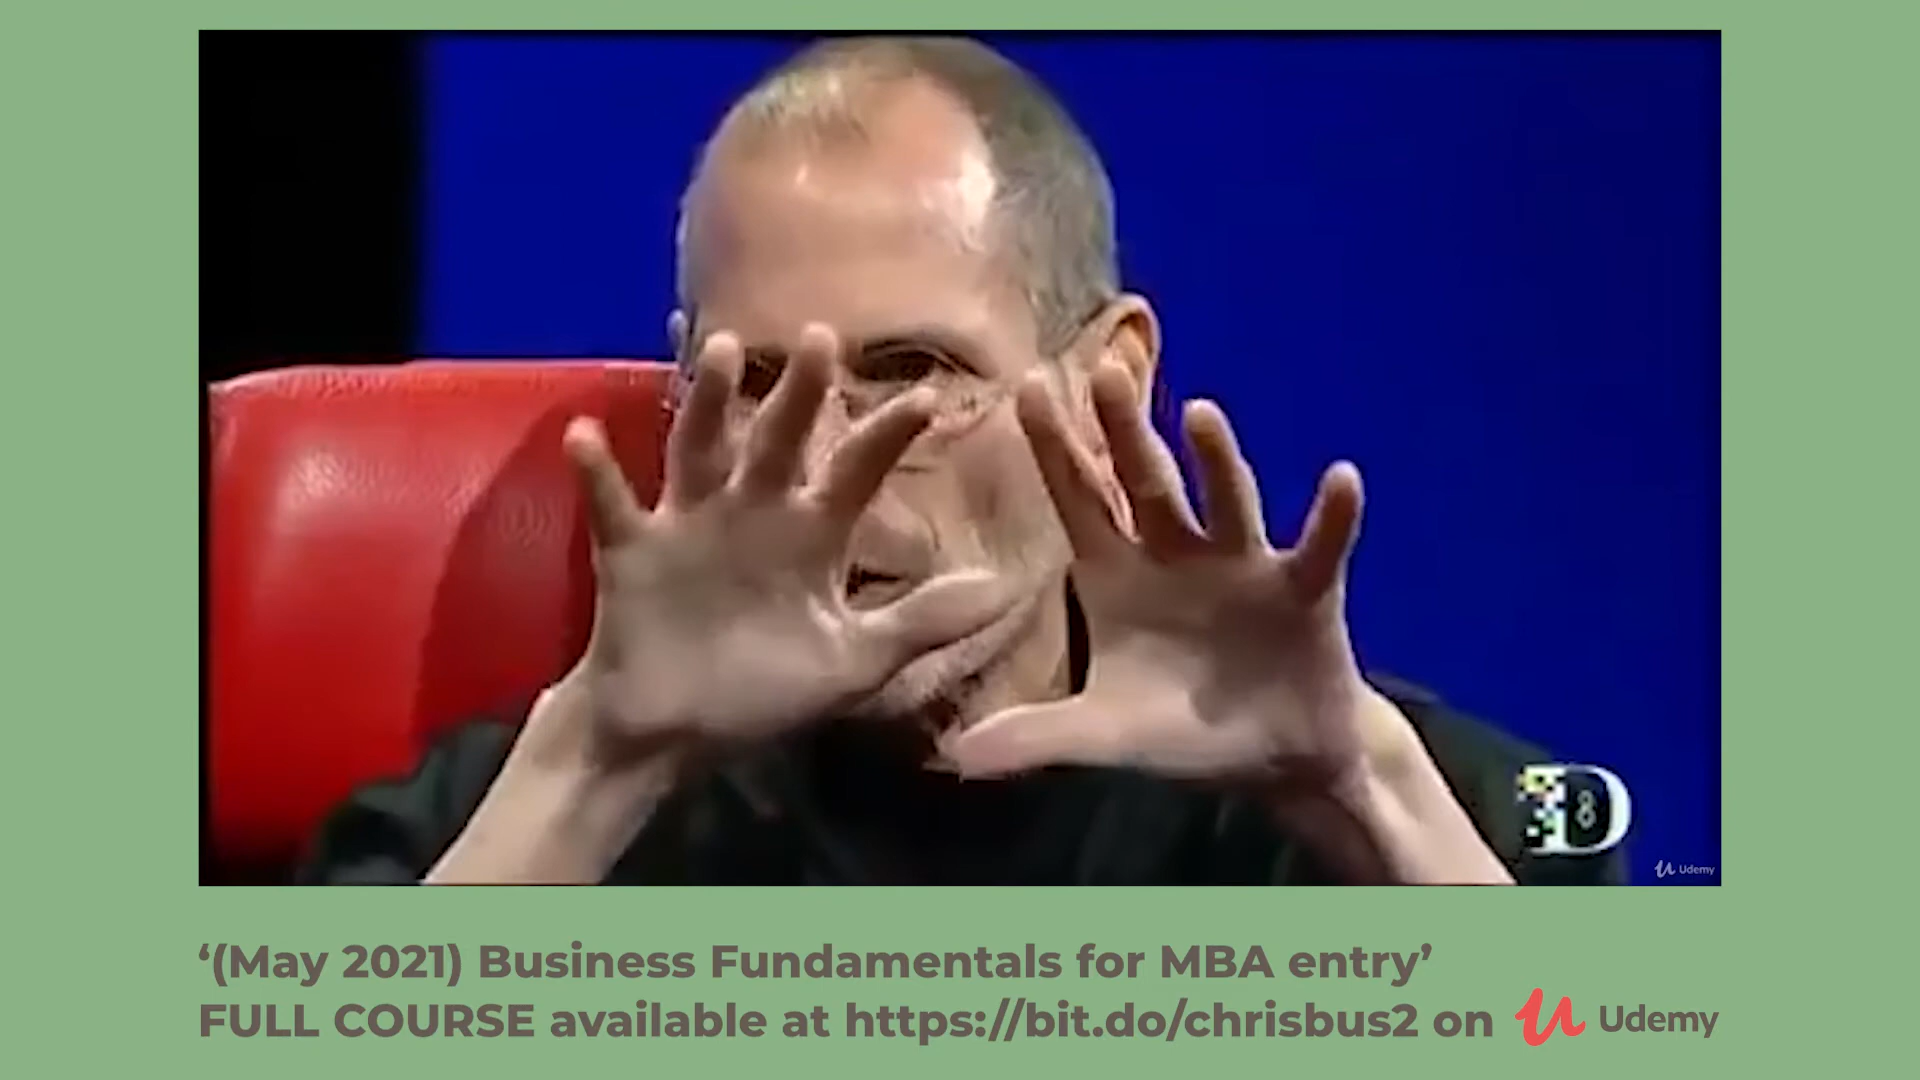 D8
Udemy
‘(May 2021) Business Fundamentals for MBA entry’
FULL COURSE available at https://bit.do/chrisbus2 on Udemy